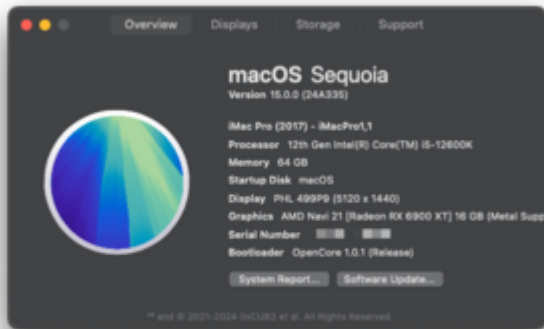 Overview Displays Storage Support
macOS Sequoia
Version 15.0.0 (24A335)
iMac Pro (2017) - iMacPro1,1
Processor 12th Gen Intel(R) Core(TM) i5-12600K
Memory 64 GB
Startup Disk macOS
Display PHL 499P9 (5120 x 1440)
Graphics AMD Navi 21 [Radeon RX 6900 XT] 16 GB (Metal Supp
Serial Number
Bootloader OpenCore 1.0.1 (Release)
System Report... Software Update...
™ and © 2021-2024 0xCUB3 et al. All Rights Reserved.